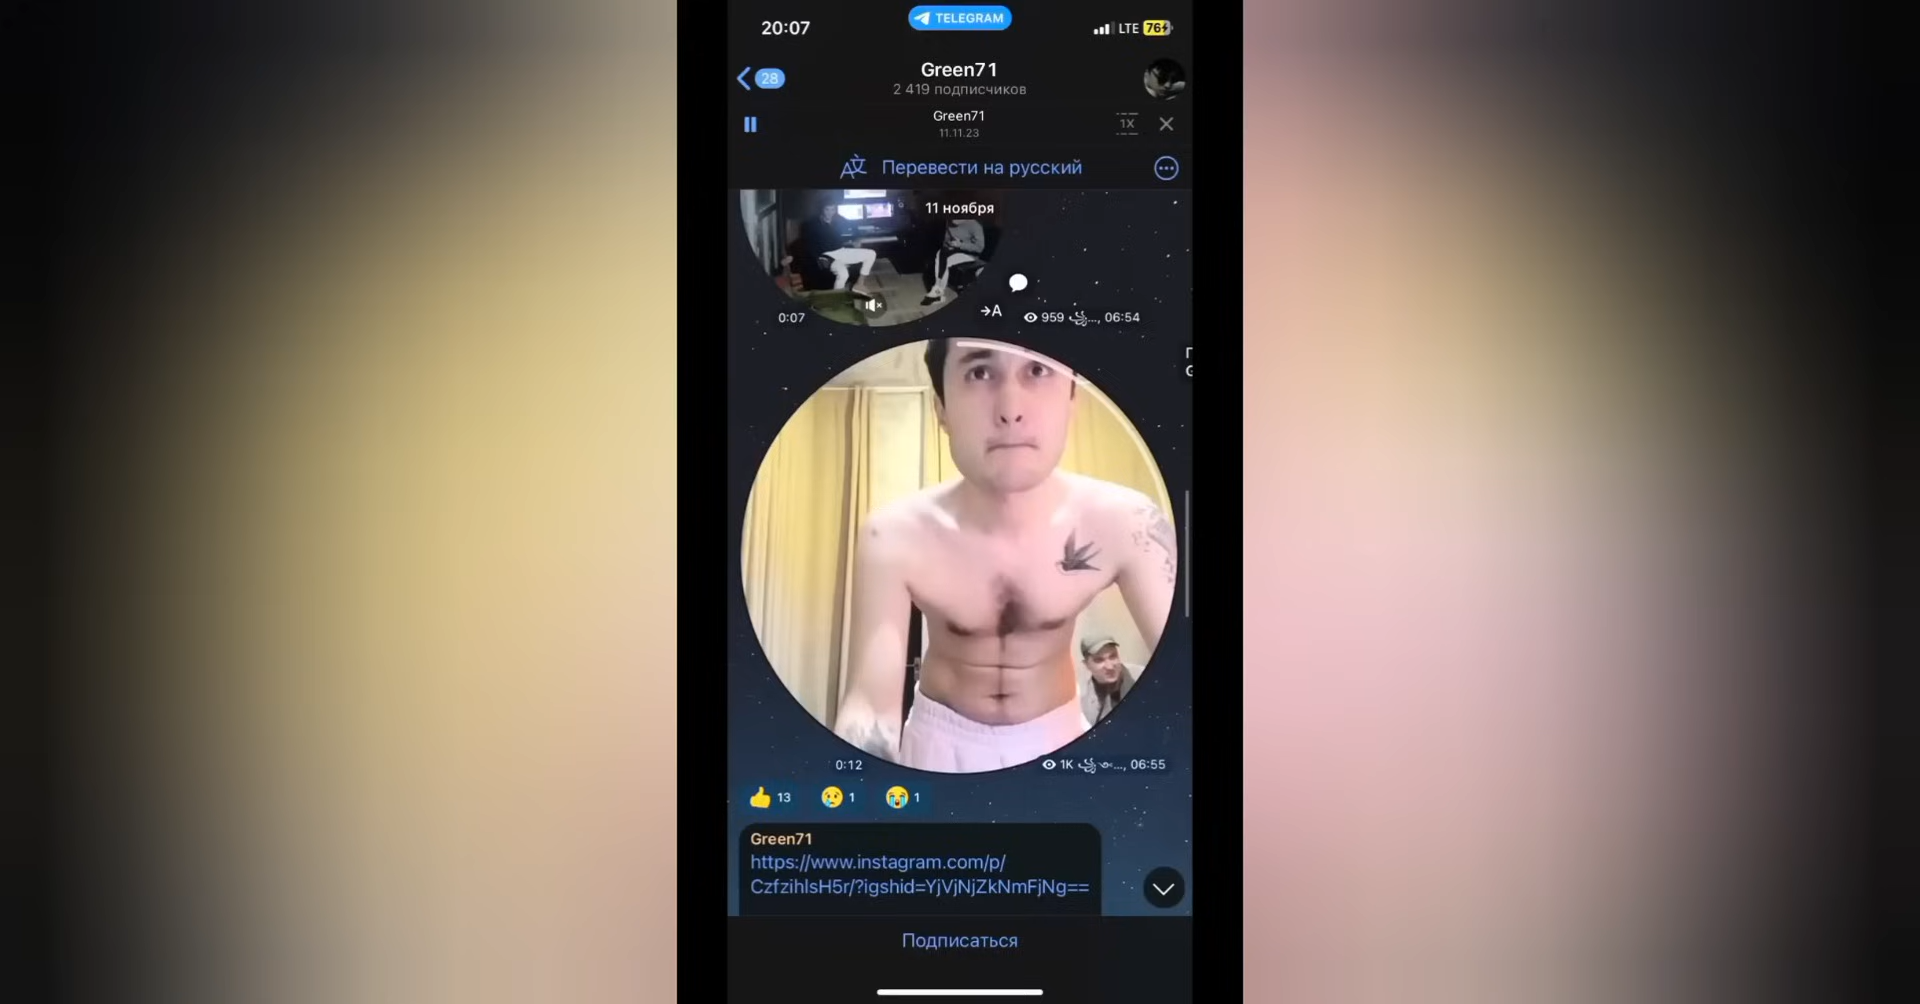 20:07
TELEGRAM
LTE 76
28
Green71
2 419 подписчиков
Green71
11.11.23
1X
Перевести на русский
11 ноября
0:07
→A
959 ꧁..., 06:54
0:12
1K ꧁..., 06:55
13
1
1
Green71
https://www.instagram.com/p/
CzfzihlsH5r/?igshid=YjVjNjZkNmFjNg==
Подписаться